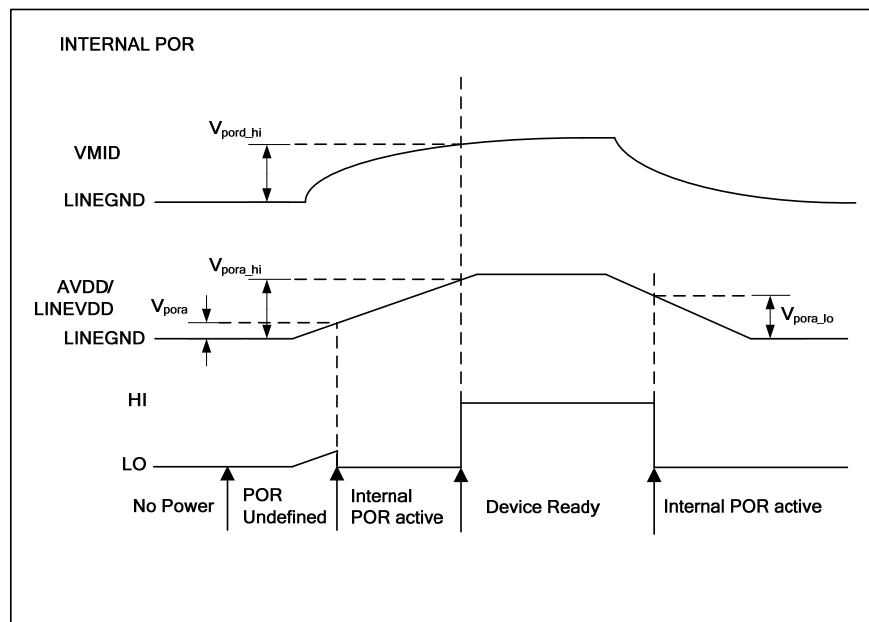 INTERNAL POR
Vpord_hi
VMID
LINEGND
AVDD/
LINEVDD
Vpora_hi
Vpora
LINEGND
Vpora_lo
HI
LO
No Power
POR
Undefined
Internal
POR active
Device Ready
Internal POR active